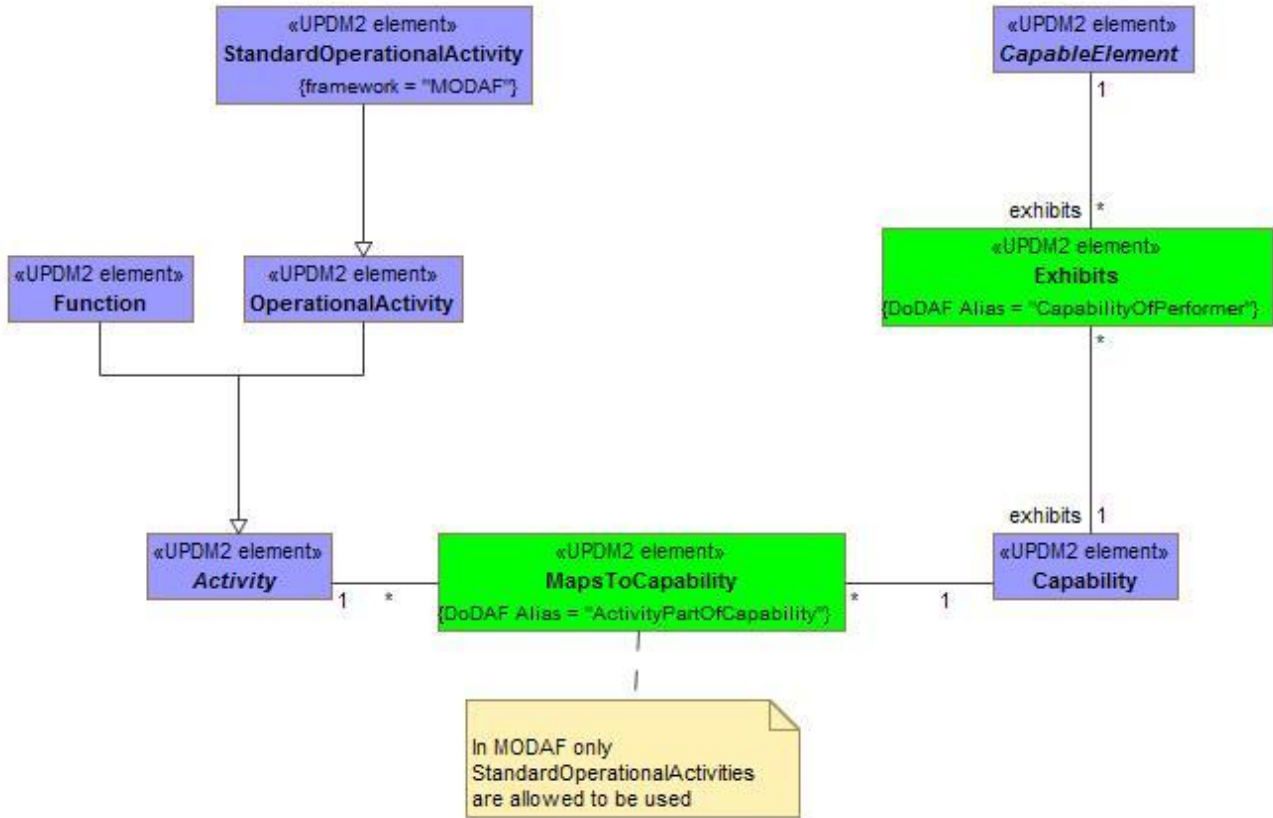 «UPDM2 element»
StandardOperationalActivity
{framework = "MODAF"}
«UPDM2 element»
CapableElement
1
exhibits *
«UPDM2 element»
Exhibits
{DoDAF Alias = "CapabilityOfPerformer"}
*
«UPDM2 element»
Function
«UPDM2 element»
OperationalActivity
exhibits 1
«UPDM2 element»
Activity
1 *
«UPDM2 element»
MapsToCapability
{DoDAF Alias = "ActivityPartOfCapability"}
* 1
«UPDM2 element»
Capability
In MODAF only
StandardOperationalActivities
are allowed to be used